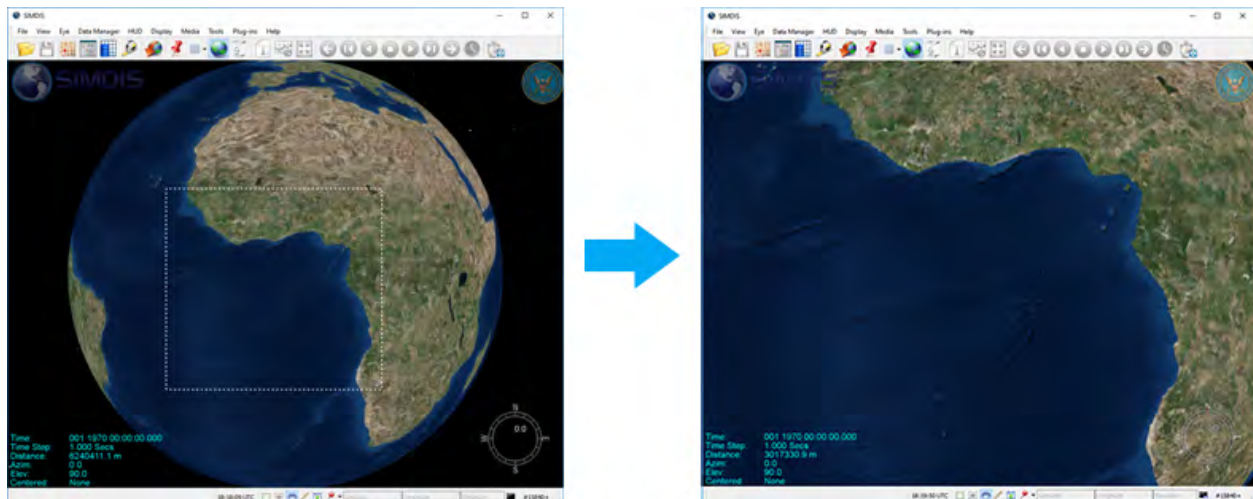 SIMDIS
File View Eye Data Manager HUD Display Media Tools Plug-ins Help
SIMDIS
N
0.0
W E
S
Time: 001 1970 00:00:00.000
Time Step: 1.000 Secs
Distance: 6240411.1 m
Azim: 0.0
Elev: 90.0
Centered None
SIMDIS
File View Eye Data Manager HUD Display Media Tools Plug-ins Help
Time: 001 1970 00:00:00.000
Time Step: 1.000 Secs
Distance: 3017330.9 m
Azim: 0.0
Elev: 90.0
Centered None